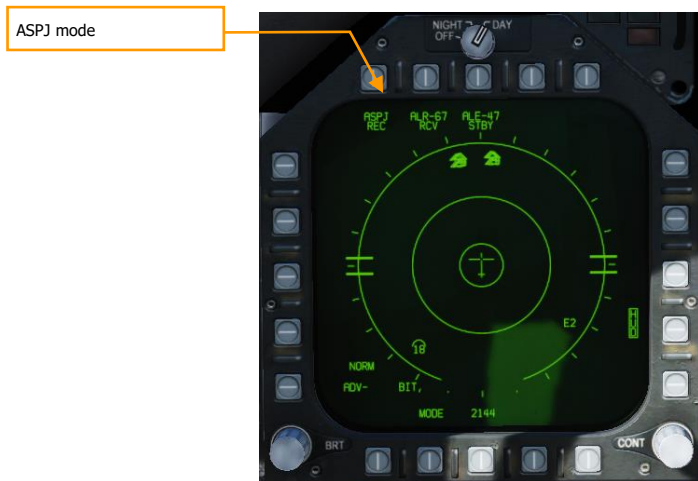 ASPJ mode
NIGHT DAY
OFF
ASPJ ALR-67 ALE-47
REC RCV STBY
E2
HUD
18
NORM
ADV- BIT,
MODE 2144
BRT
CONT